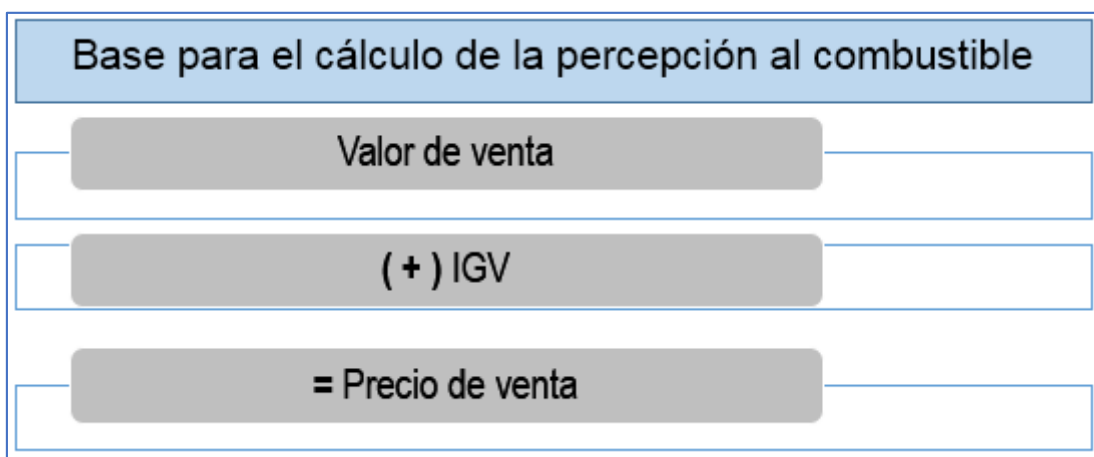 Base para el cálculo de la percepción al combustible
Valor de venta
( + ) IGV
= Precio de venta